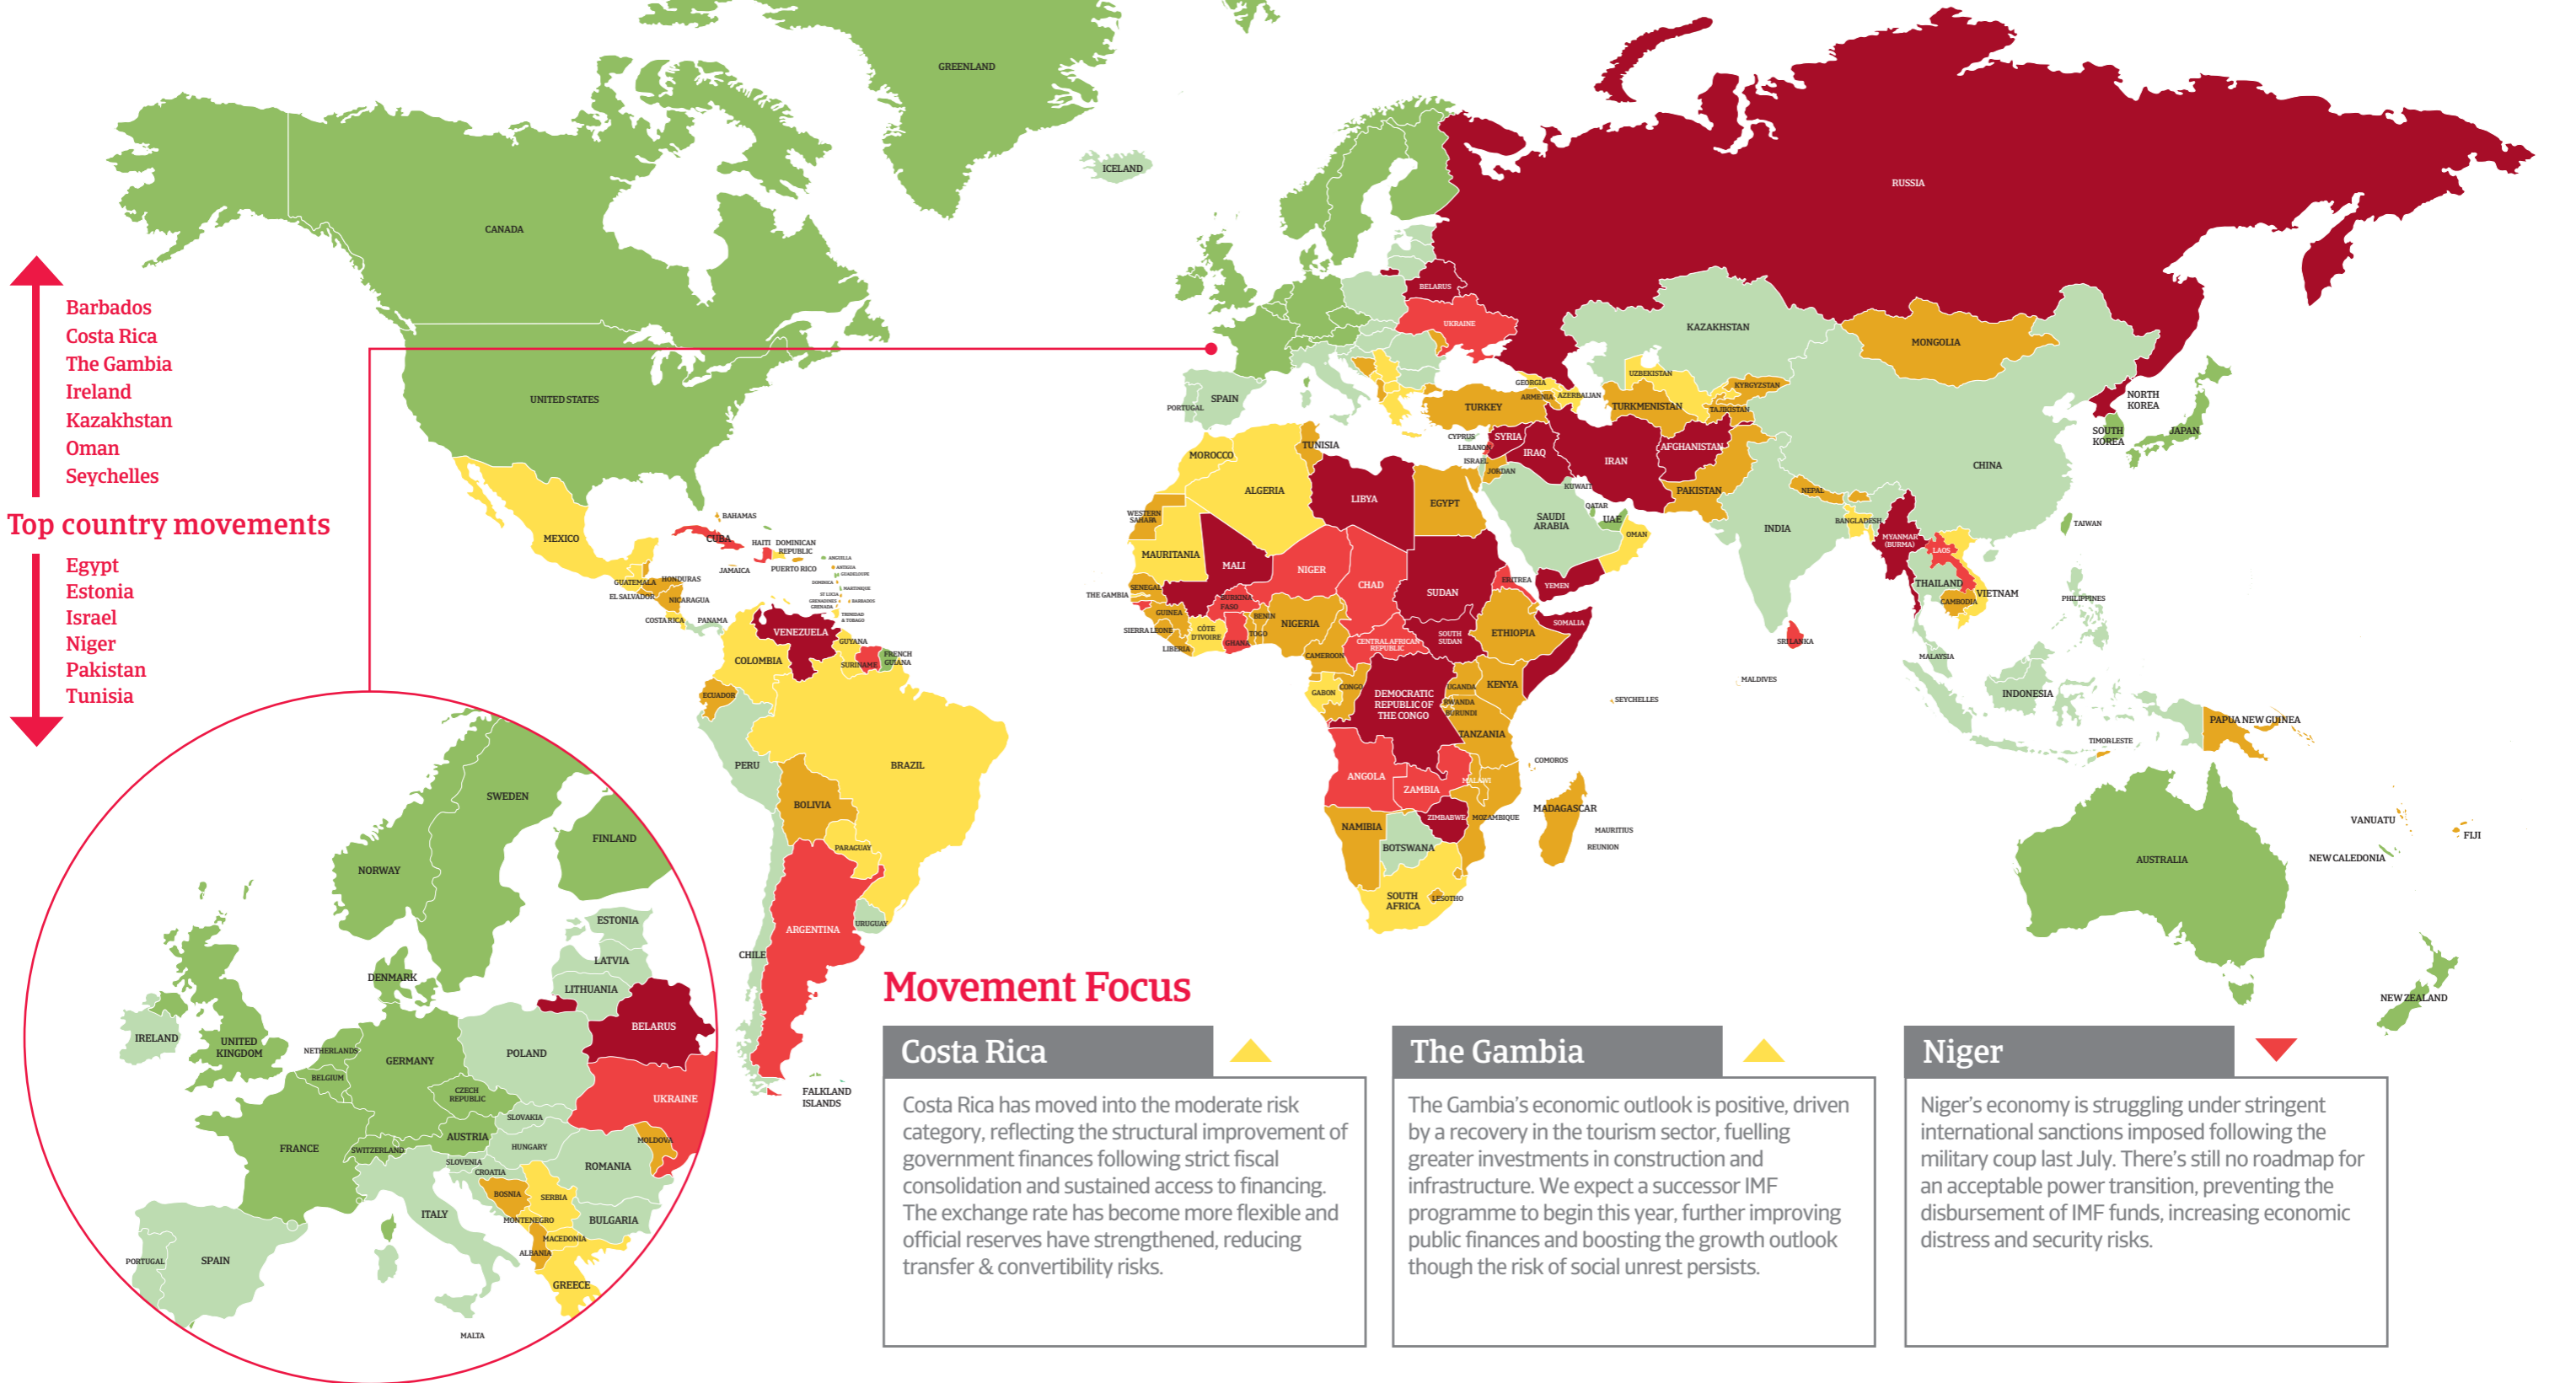 GREENLAND
ICELAND
CANADA
RUSSIA
Barbados
Costa Rica
The Gambia
Ireland
Kazakhstan
Oman
Seychelles
Top country movements
Egypt
Estonia
Israel
Niger
Pakistan
Tunisia
UNITED STATES
MEXICO
BAHAMAS
CUBA
HAITI
DOMINICAN
REPUBLIC
JAMAICA
PUERTO RICO
ANGUILLA
ANTIGUA
GUADELOUPE
DOMINICA
MARTINIQUE
ST LUCIA
GRENADINES
BARBADOS
GRENADA
TRINIDAD
& TOBAGO
GUATEMALA
HONDURAS
EL SALVADOR
NICARAGUA
COSTA RICA
PANAMA
VENEZUELA
GUYANA
COLOMBIA
SURINAME
FRENCH
GUIANA
ECUADOR
PERU
BRAZIL
BOLIVIA
PARAGUAY
ARGENTINA
URUGUAY
CHILE
FALKLAND
ISLANDS
BELARUS
UKRAINE
KAZAKHSTAN
MONGOLIA
PORTUGAL
SPAIN
GEORGIA
ARMENIA
AZERBAIJAN
UZBEKISTAN
KYRGYZSTAN
TURKEY
TURKMENISTAN
TAJIKISTAN
NORTH
KOREA
SOUTH
KOREA
JAPAN
CHINA
CYPRUS
LEBANON
SYRIA
ISRAEL
IRAQ
JORDAN
IRAN
AFGHANISTAN
KUWAIT
PAKISTAN
NEPAL
QATAR
UAE
SAUDI
ARABIA
OMAN
INDIA
BANGLADESH
TAIWAN
MYANMAR
(BURMA)
LAOS
THAILAND
VIETNAM
CAMBODIA
PHILIPPINES
SRI LANKA
MALAYSIA
MALDIVES
INDONESIA
PAPUA NEW GUINEA
TIMOR LESTE
MOROCCO
TUNISIA
ALGERIA
LIBYA
EGYPT
WESTERN
SAHARA
MAURITANIA
MALI
NIGER
CHAD
SUDAN
ERITREA
YEMEN
SENEGAL
THE GAMBIA
GUINEA
BURKINA
FASO
SIERRA LEONE
LIBERIA
CÔTE
D'IVOIRE
GHANA
BENIN
TOGO
NIGERIA
CAMEROON
CENTRAL AFRICAN
REPUBLIC
SOUTH
SUDAN
ETHIOPIA
SOMALIA
GABON
CONGO
DEMOCRATIC
REPUBLIC OF
THE CONGO
UGANDA
KENYA
RWANDA
BURUNDI
TANZANIA
SEYCHELLES
COMOROS
ANGOLA
ZAMBIA
MALAWI
ZIMBABWE
MOZAMBIQUE
MADAGASCAR
MAURITIUS
REUNION
NAMIBIA
BOTSWANA
SOUTH
AFRICA
LESOTHO
AUSTRALIA
VANUATU
FIJI
NEW CALEDONIA
NEW ZEALAND
SWEDEN
FINLAND
NORWAY
ESTONIA
LATVIA
DENMARK
LITHUANIA
BELARUS
IRELAND
UNITED
KINGDOM
NETHERLANDS
GERMANY
POLAND
BELGIUM
CZECH
REPUBLIC
UKRAINE
SLOVAKIA
AUSTRIA
MOLDOVA
FRANCE
SWITZERLAND
HUNGARY
SLOVENIA
ROMANIA
CROATIA
BOSNIA
SERBIA
ITALY
MONTENEGRO
BULGARIA
MACEDONIA
ALBANIA
PORTUGAL
SPAIN
GREECE
MALTA
Movement Focus
Costa Rica
Costa Rica has moved into the moderate risk
category, reflecting the structural improvement of
government finances following strict fiscal
consolidation and sustained access to financing.
The exchange rate has become more flexible and
official reserves have strengthened, reducing
transfer & convertibility risks.
The Gambia
The Gambia's economic outlook is positive, driven
by a recovery in the tourism sector, fuelling
greater investments in construction and
infrastructure. We expect a successor IMF
programme to begin this year, further improving
public finances and boosting the growth outlook
though the risk of social unrest persists.
Niger
Niger's economy is struggling under stringent
international sanctions imposed following the
military coup last July. There's still no roadmap for
an acceptable power transition, preventing the
disbursement of IMF funds, increasing economic
distress and security risks.